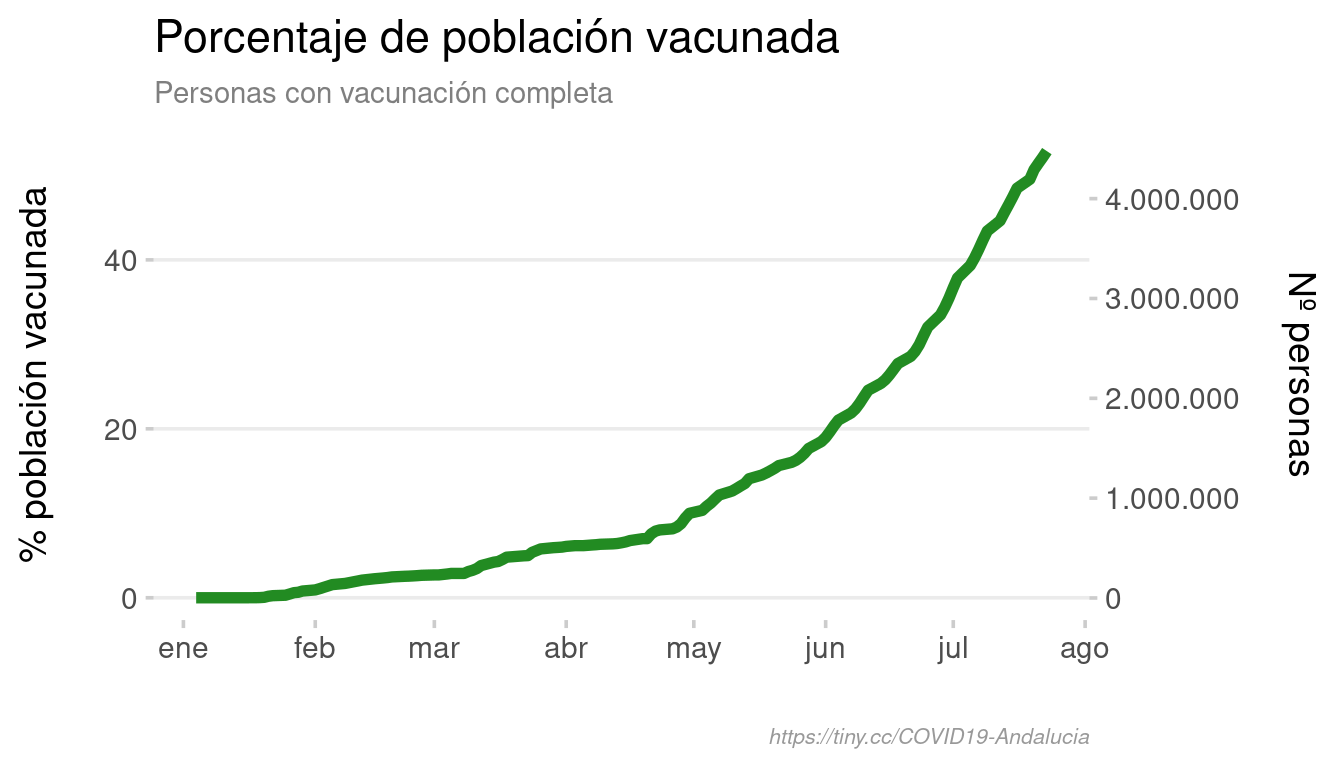 Porcentaje de población vacunada
Personas con vacunación completa
% población vacunada
40
20
0
4.000.000
3.000.000
2.000.000
1.000.000
0
Nº personas
ene feb mar abr may jun jul ago
https://tiny.cc/COVID19-Andalucia